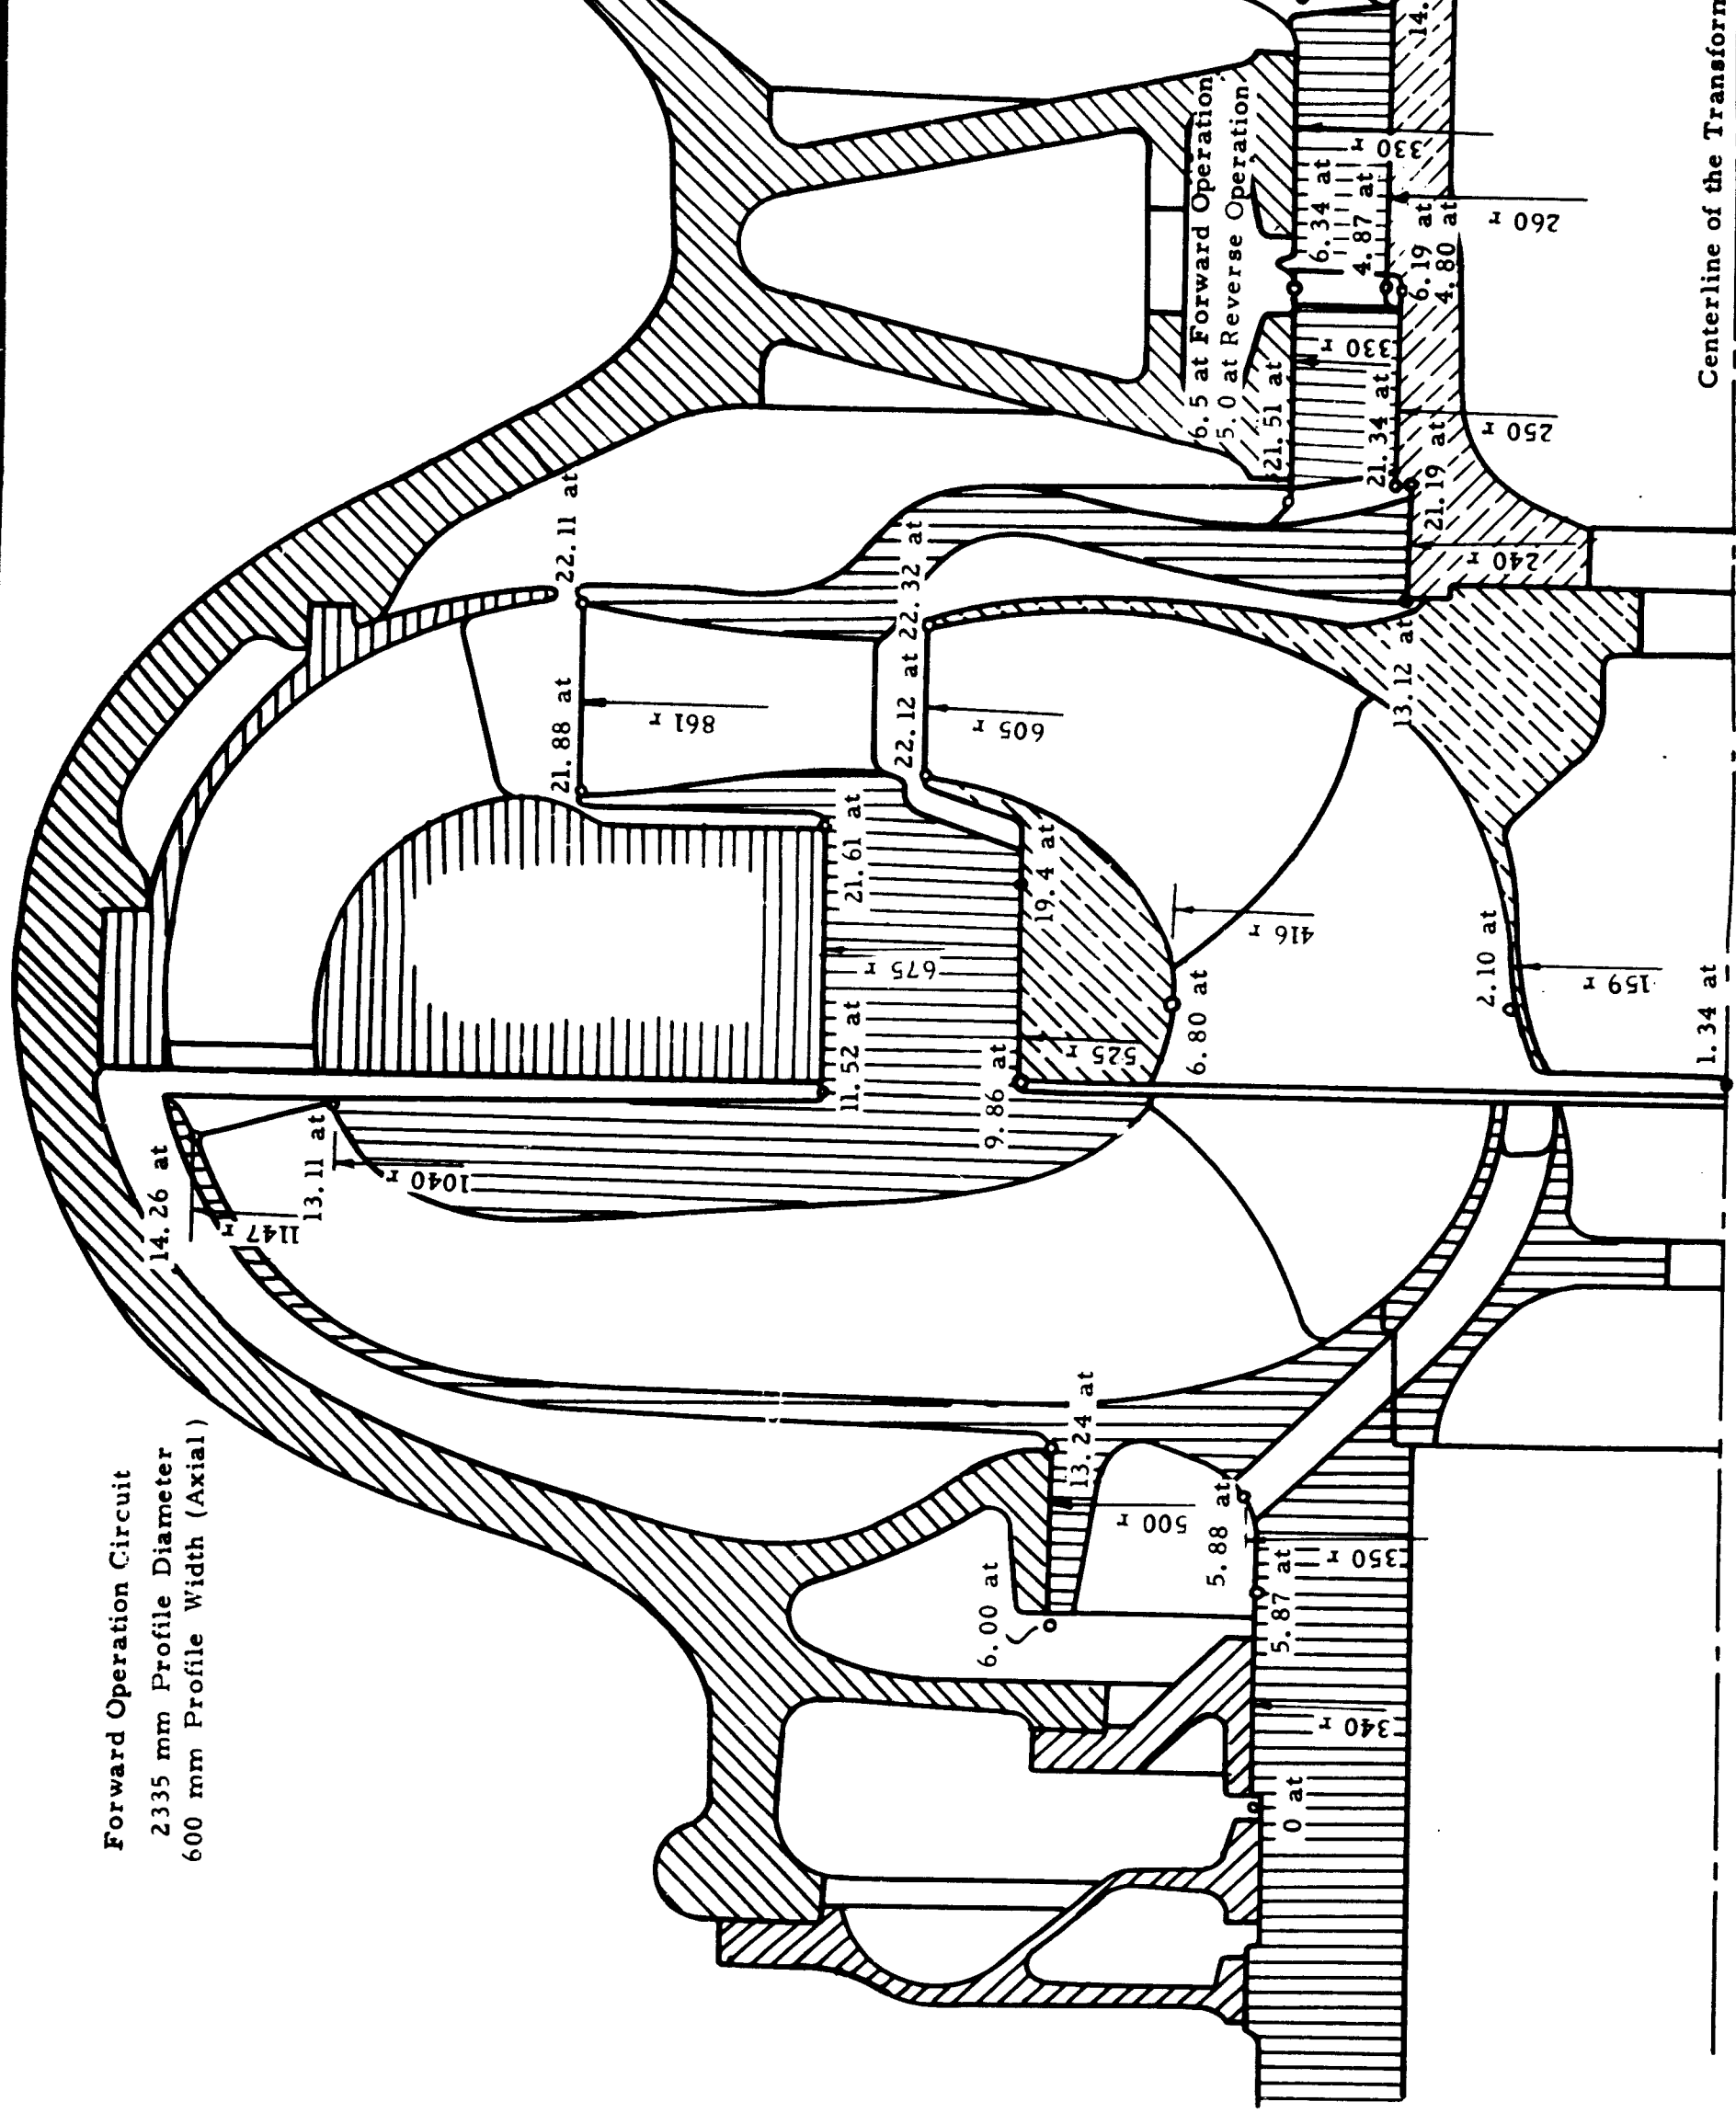 Forward Operation Circuit
2335 mm Profile Diameter
600 mm Profile Width (Axial)
14.26 at
1147 r
13.11 at
1040 r
22.11 at
21.88 at
861 r
11.52 at
21.61 at
675 r
22.12 at
22.32 at
605 r
9.86 at
19.4 at
525 r
6.00 at
13.24 at
500 r
6.80 at
416 r
6.5 at Forward Operation
5.0 at Reverse Operation
5.88 at
350 r
5.87 at
340 r
0 at
21.51 at
330 r
6.34 at
330 r
4.87 at
260 r
21.34 at
250 r
6.19 at
4.80 at
14.
13.12 at
21.19 at
240 r
2.10 at
159 r
1.34 at
Centerline of the Transform